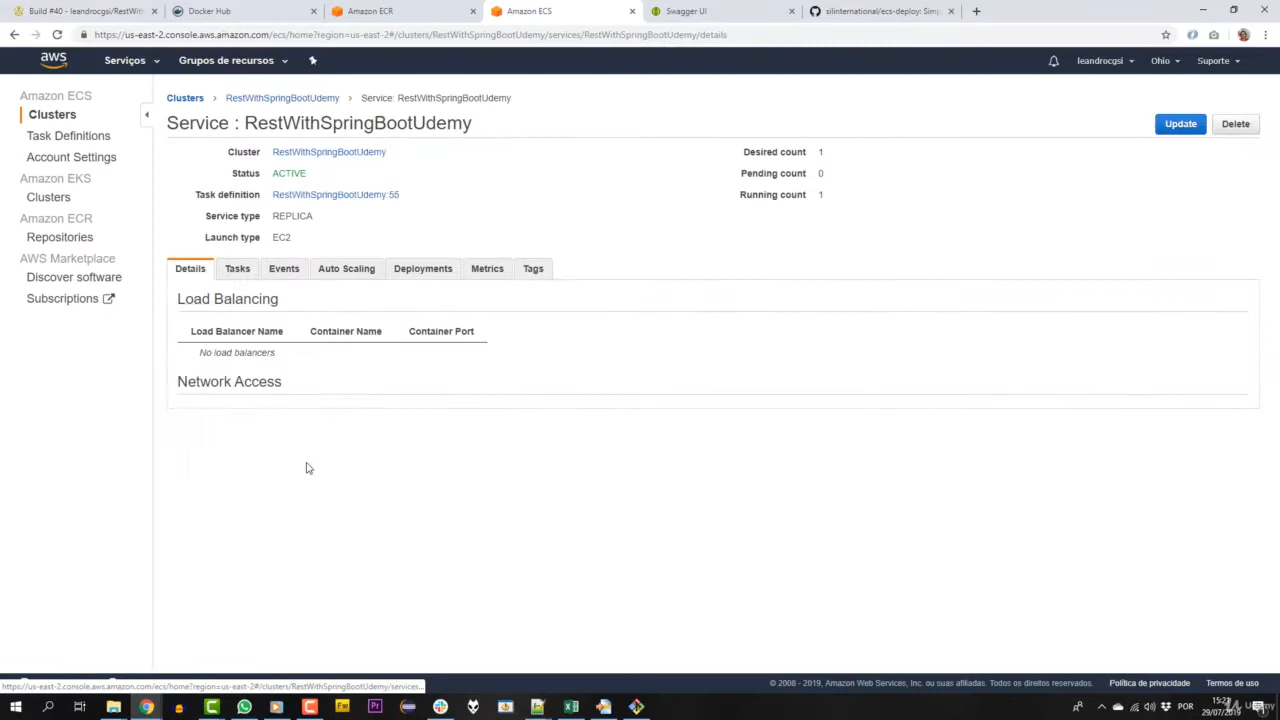 Build #40 - leandrocgsi/RestWith
Docker Hub
Amazon ECR
Amazon ECS
Swagger UI
silinternational/ecs-deploy: Simp
https://us-east-2.console.aws.amazon.com/ecs/home?region=us-east-2#/clusters/RestWithSpringBootUdemy/services/RestWithSpringBootUdemy/details
aws
Serviços
Grupos de recursos
leandrocgsi
Ohio
Suporte
Amazon ECS
Clusters
Task Definitions
Account Settings
Amazon EKS
Clusters
Amazon ECR
Repositories
AWS Marketplace
Discover software
Subscriptions
Clusters > RestWithSpringBootUdemy > Service: RestWithSpringBootUdemy
Service : RestWithSpringBootUdemy
Update
Delete
Cluster RestWithSpringBootUdemy
Status ACTIVE
Task definition RestWithSpringBootUdemy:55
Service type REPLICA
Launch type EC2
Desired count 1
Pending count 0
Running count 1
Details
Tasks
Events
Auto Scaling
Deployments
Metrics
Tags
Load Balancing
Load Balancer Name Container Name Container Port
No load balancers
Network Access
https://us-east-2.console.aws.amazon.com/ecs/home?region=us-east-2#/clusters/RestWithSpringBootUdemy/services...
© 2008 - 2019, Amazon Web Services, Inc. ou suas afiliadas. Todos os direitos reservados.
Política de privacidade
Termos de uso
Fw
Pr
POR
29/07/2019
Udemy